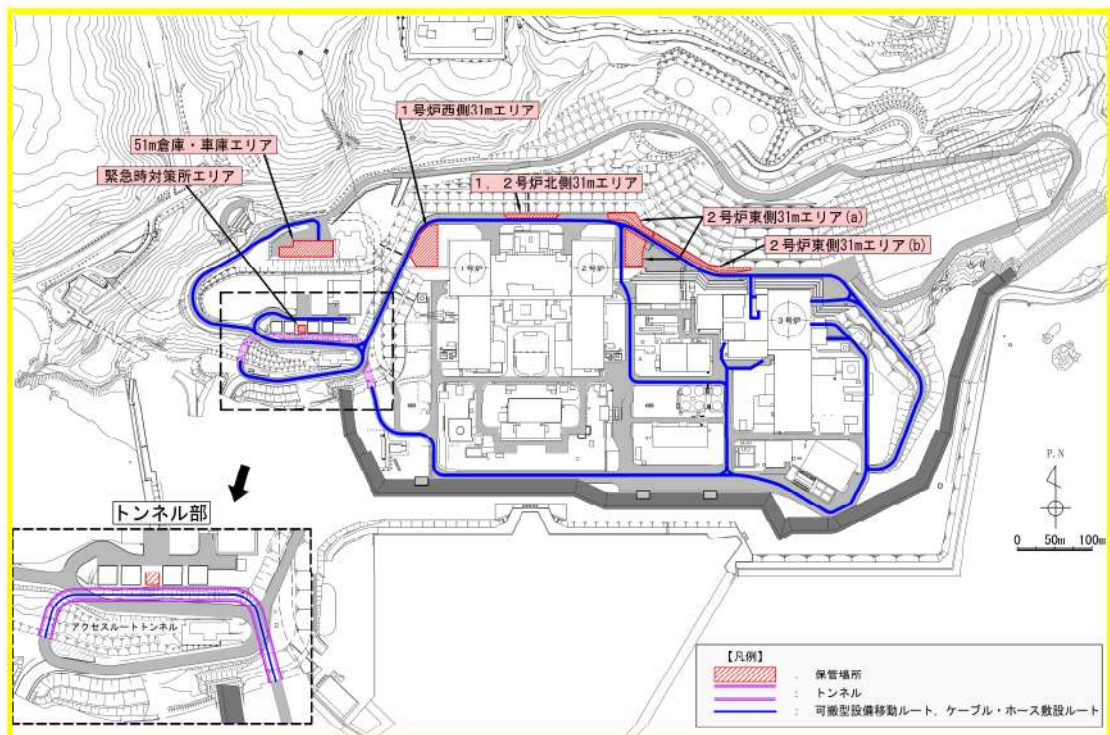 1号炉西側31mエリア
51m倉庫・車庫エリア
緊急時対策所エリア
1,2号炉北側31mエリア
2号炉東側31mエリア(a)
2号炉東側31mエリア(b)
1号炉
2号炉
3号炉
P.N
0 50m 100m
トンネル部
アクセスルートトンネル
【凡例】
: 保管場所
: トンネル
: 可搬型設備移動ルート,ケーブル・ホース敷設ルート